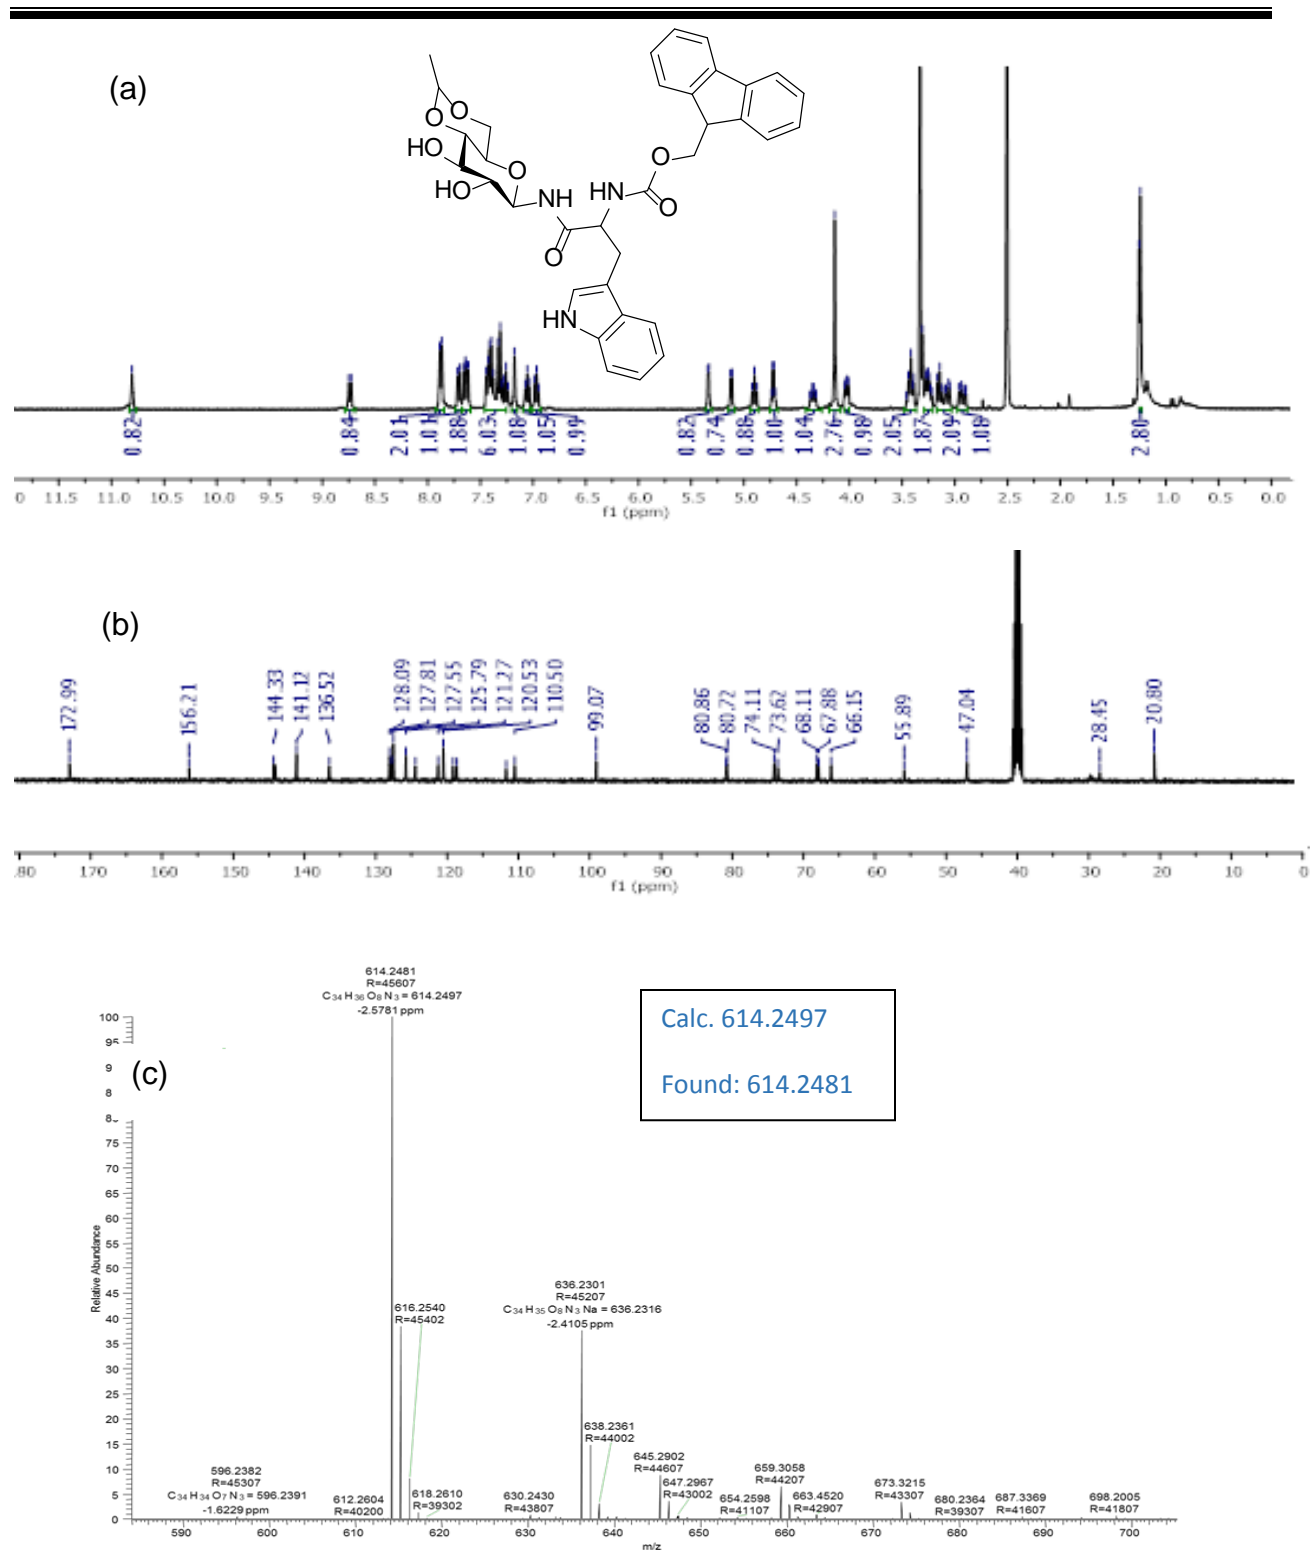 (a)
O
O
HO
HO
O
NH
O
HN
O
O
HN
0.82
0.84
2.01
1.01
1.88
6.03
1.08
1.05
0.99
0.82
0.74
0.88
1.00
1.04
2.76
0.98
2.05
1.87
2.09
1.08
2.80
0 11.5 11.0 10.5 10.0 9.5 9.0 8.5 8.0 7.5 7.0 6.5 6.0 5.5 5.0 4.5 4.0 3.5 3.0 2.5 2.0 1.5 1.0 0.5 0.0
f1 (ppm)
(b)
172.99
156.21
144.33
141.12
136.52
128.09
127.81
127.55
125.79
121.27
120.53
110.50
99.07
80.86
80.72
74.11
73.62
68.11
67.88
66.15
55.89
47.04
28.45
20.80
80 170 160 150 140 130 120 110 100 90 80 70 60 50 40 30 20 10 0
f1 (ppm)
(c)
614.2481
R=45607
C34 H36 O8 N3 = 614.2497
-2.5781 ppm
Calc. 614.2497
Found: 614.2481
100
95
9
8
75
70
65
60
55
50
45
40
35
30
25
20
15
10
5
0
Relative Abundance
616.2540
R=45402
636.2301
R=45207
C34 H35 O8 N3 Na = 636.2316
-2.4105 ppm
638.2361
R=44002
596.2382
R=45307
C34 H34 O7 N3 = 596.2391
-1.6229 ppm
612.2604
R=40200
618.2610
R=39302
630.2430
R=43807
645.2902
R=44607
647.2967
R=43002
654.2598
R=41107
659.3058
R=44207
663.4520
R=42907
673.3215
R=43307
680.2364
R=39307
687.3369
R=41607
698.2005
R=41807
590 600 610 620 630 640 650 660 670 680 690 700
m/z